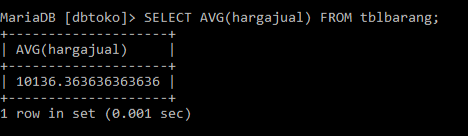 MariaDB [dbtoko]> SELECT AVG(hargajual) FROM tblbarang;
+--------------------+
| AVG(hargajual)     |
+--------------------+
| 10136.363636363636 |
+--------------------+
1 row in set (0.001 sec)